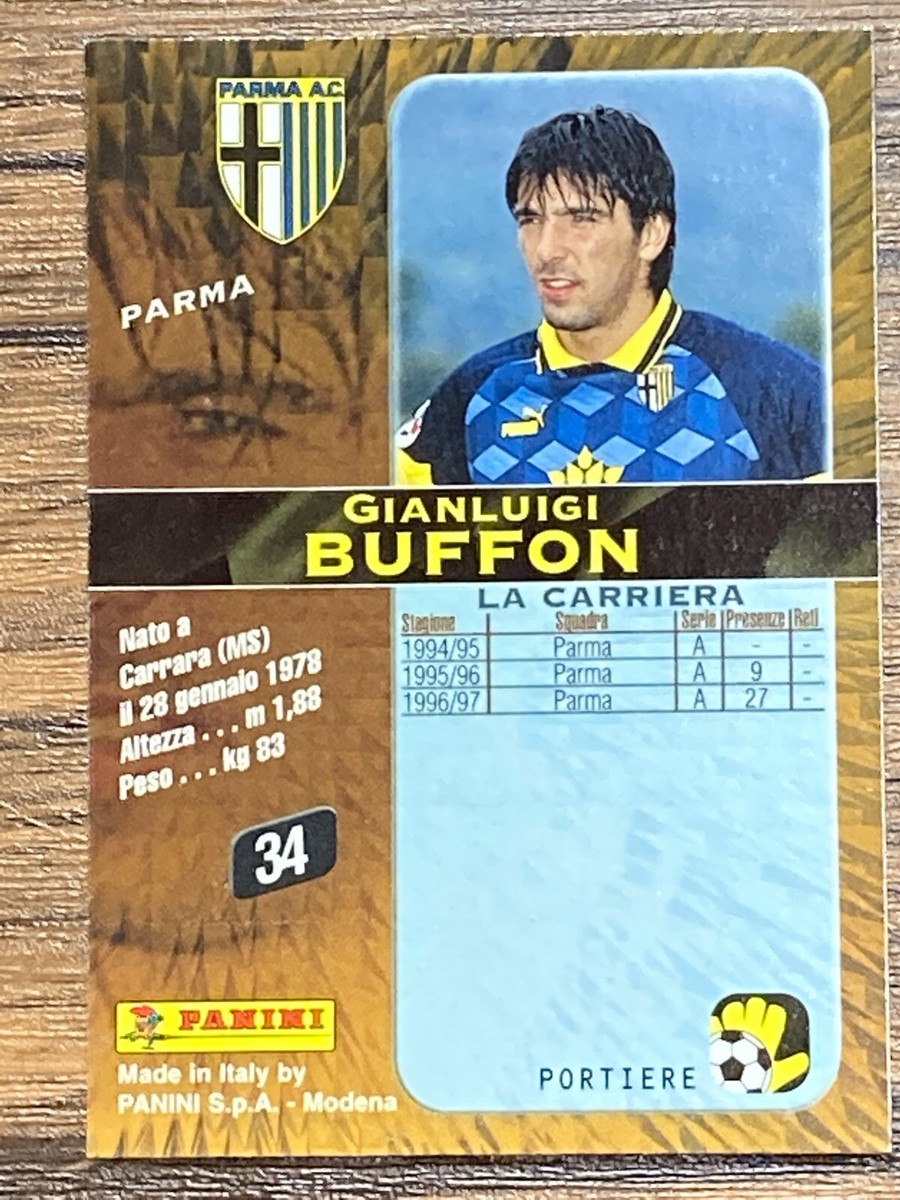 PARMA A.C.
PARMA
GIANLUIGI
BUFFON
Nato a
Carrara (MS)
il 28 gennaio 1978
Altezza . . . m 1,88
Peso . . . kg 83
34
LA CARRIERA
Stagione Squadra Serie Presenze Reti
1994/95 Parma A - -
1995/96 Parma A 9 -
1996/97 Parma A 27 -
PANINI
Made in Italy by
PANINI S.p.A. - Modena
PORTIERE